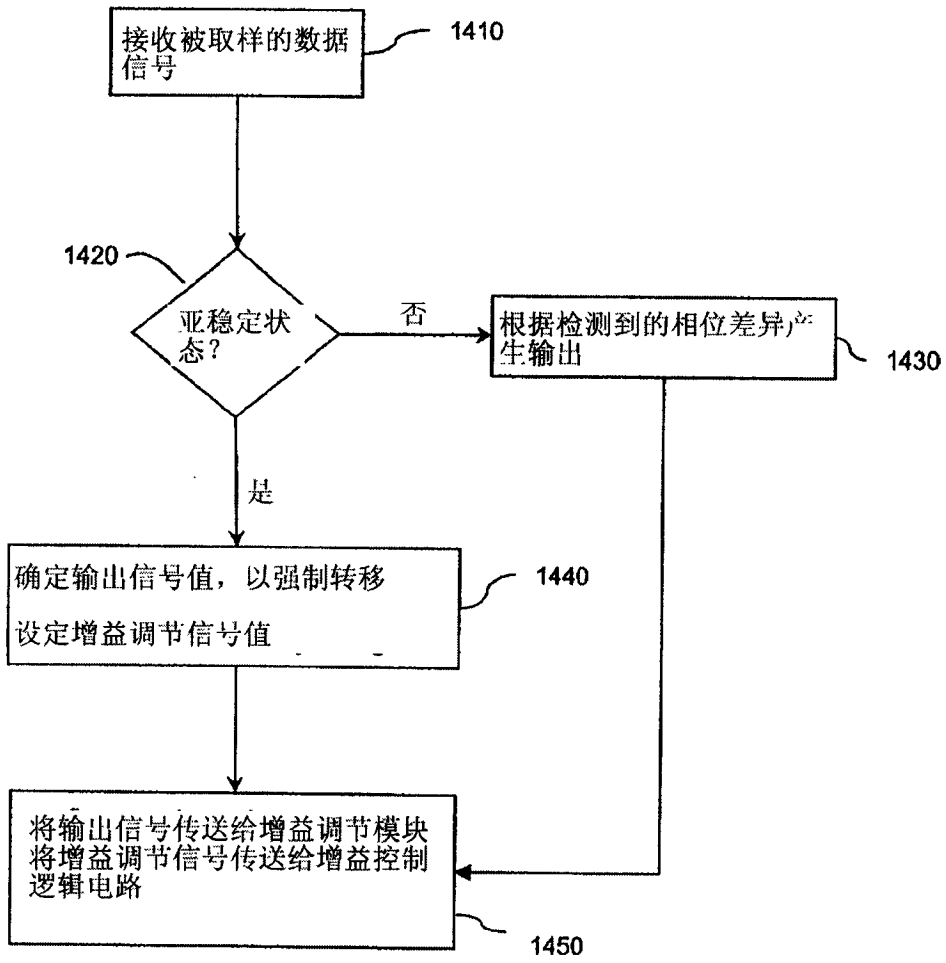 接收被取样的数据
信号
1410
1420
亚稳定状
态?
否
根据检测到的相位差异产
生输出
1430
是
确定输出信号值，以强制转移
设定增益调节信号值
1440
将输出信号传送给增益调节模块
将增益调节信号传送给增益控制
逻辑电路
1450